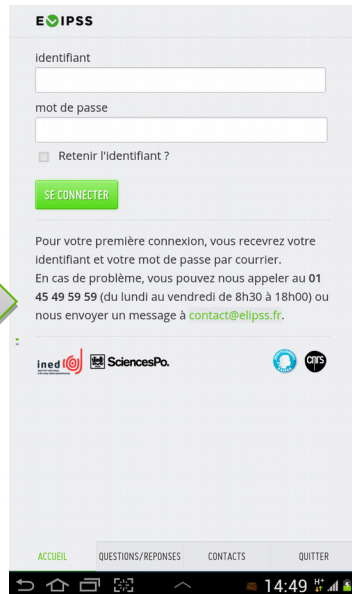 ELIPSS
identifiant
mot de passe
Retenir l'identifiant ?
SE CONNECTER
Pour votre première connexion, vous recevrez votre
identifiant et votre mot de passe par courrier.
En cas de problème, vous pouvez nous appeler au 01
45 49 59 59 (du lundi au vendredi de 8h30 à 18h00) ou
nous envoyer un message à contact@elipss.fr.
:
ined SciencesPo. cnrs
ACCUEIL QUESTIONS/REPONSES CONTACTS QUITTER
14:49 H+